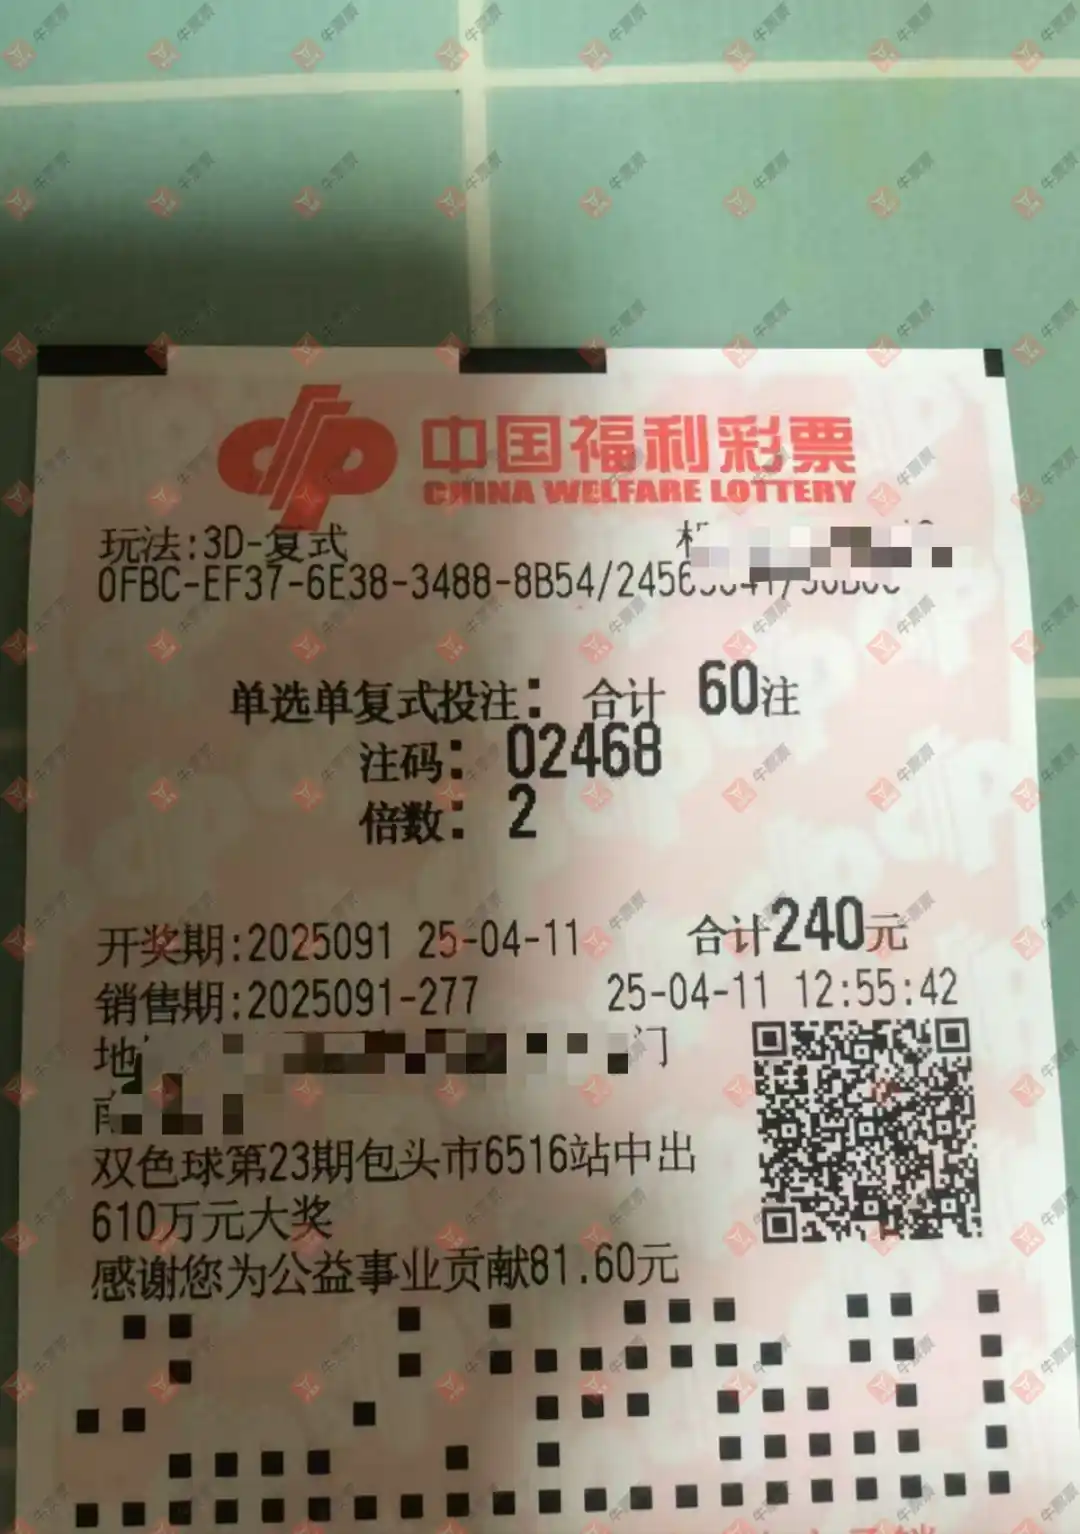 中国福利彩票
CHINA WELFARE LOTTERY
玩法:3D-复式
0FBC-EF37-6E38-3488-8B54/2456
单选单复式投注: 合计 60注
注码: 02468
倍数: 2
开奖期:2025091 25-04-11 合计240元
销售期:2025091-277 25-04-11 12:55:42
地 门
南
双色球第23期包头市6516站中出
610万元大奖
感谢您为公益事业贡献81.60元
牛票票